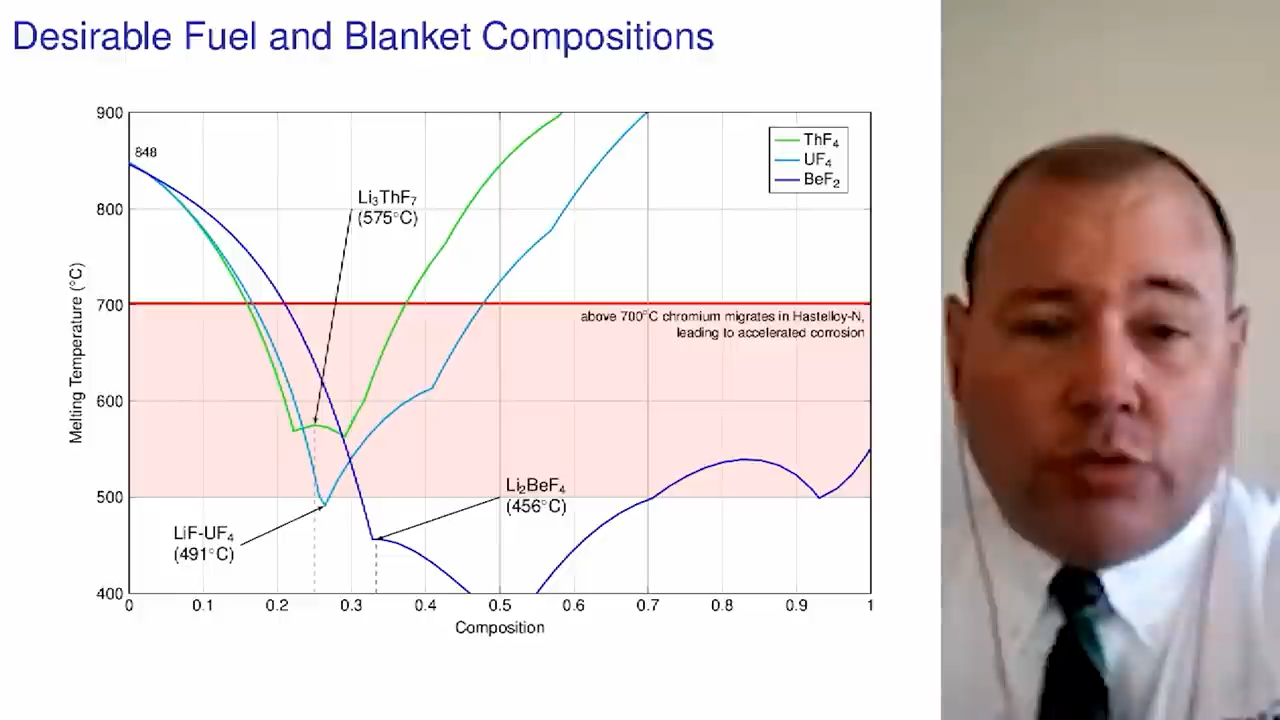 Desirable Fuel and Blanket Compositions
900
848
ThF₄
UF₄
BeF₂
Li₃ThF₇
(575°C)
800
700
above 700°C chromium migrates in Hastelloy-N,
leading to accelerated corrosion
Melting Temperature (°C)
600
500
Li₂BeF₄
(456°C)
LiF-UF₄
(491°C)
400
0 0.1 0.2 0.3 0.4 0.5 0.6 0.7 0.8 0.9 1
Composition